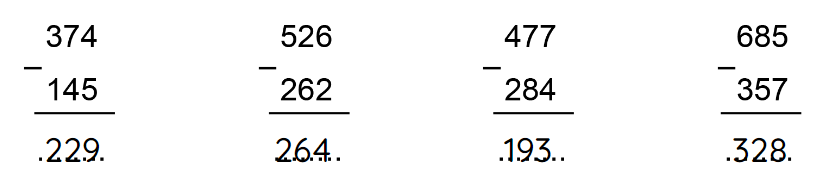 374 526 477 685
– – – –
145 262 284 357
229 264 193 328